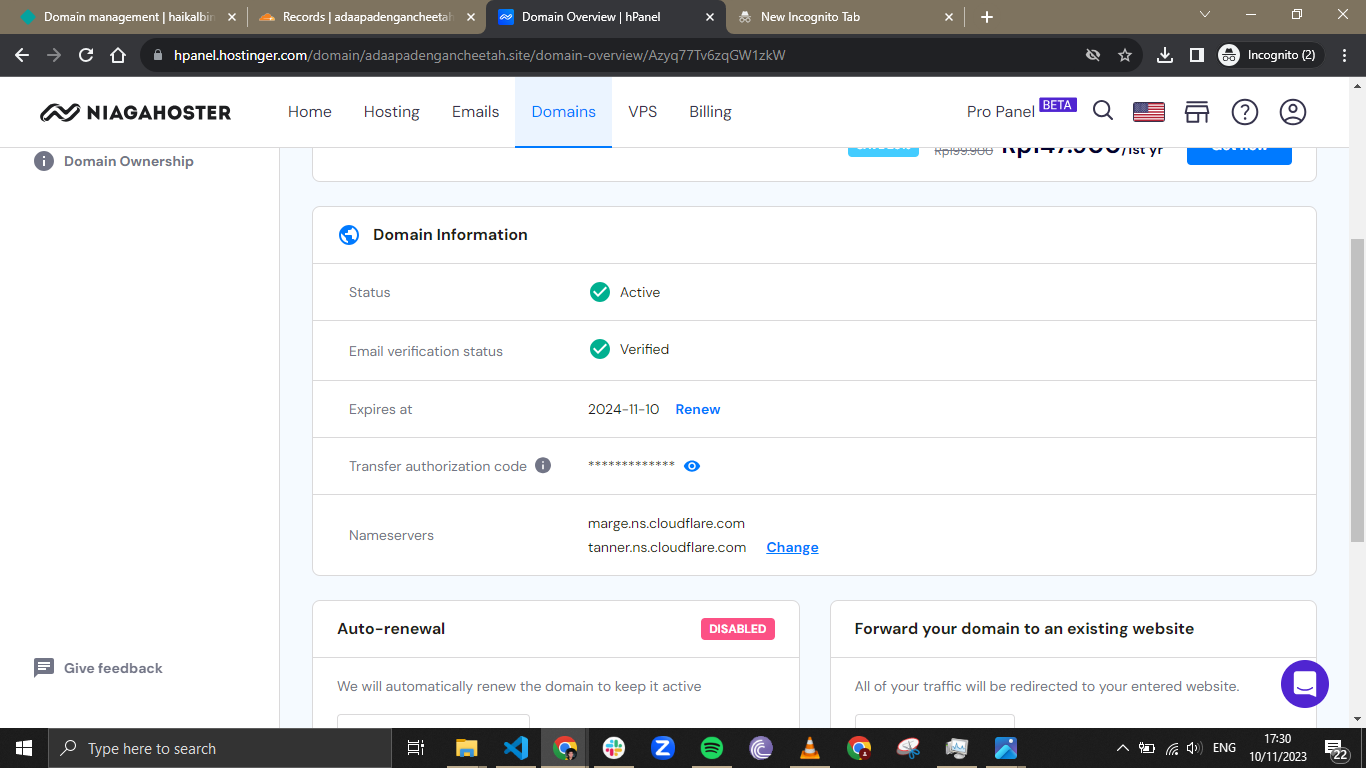 Domain management | haikalbin
Records | adaapadengancheetah
Domain Overview | hPanel
New Incognito Tab
hpanel.hostinger.com/domain/adaapadengancheetah.site/domain-overview/Azyq77Tv6zqGW1zkW
Incognito (2)
NIAGAHOSTER
Home
Hosting
Emails
Domains
VPS
Billing
Pro Panel BETA
Domain Ownership
Rp199.900 Rp147.900/1st yr
Domain Information
Status
Active
Email verification status
Verified
Expires at
2024-11-10 Renew
Transfer authorization code
*************
Nameservers
marge.ns.cloudflare.com
tanner.ns.cloudflare.com Change
Auto-renewal
DISABLED
We will automatically renew the domain to keep it active
Forward your domain to an existing website
All of your traffic will be redirected to your entered website.
Give feedback
Type here to search
ENG
17:30
10/11/2023
22